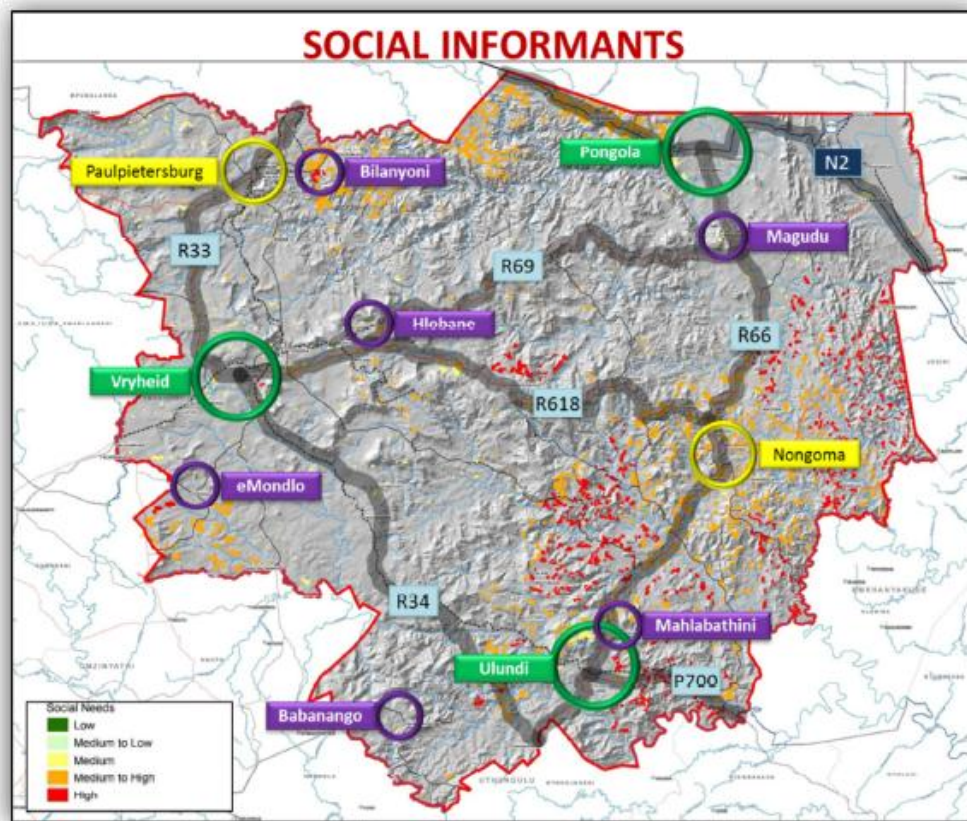 SOCIAL INFORMANTS
Pongola
Paulpietersburg
Bilanyoni
N2
Magudu
R33
R69
Hlobane
R66
Vryheid
R618
Nongoma
eMondlo
R34
Mahlabathini
Ulundi
P700
Babanango
Social Needs
Low
Medium to Low
Medium
Medium to High
High